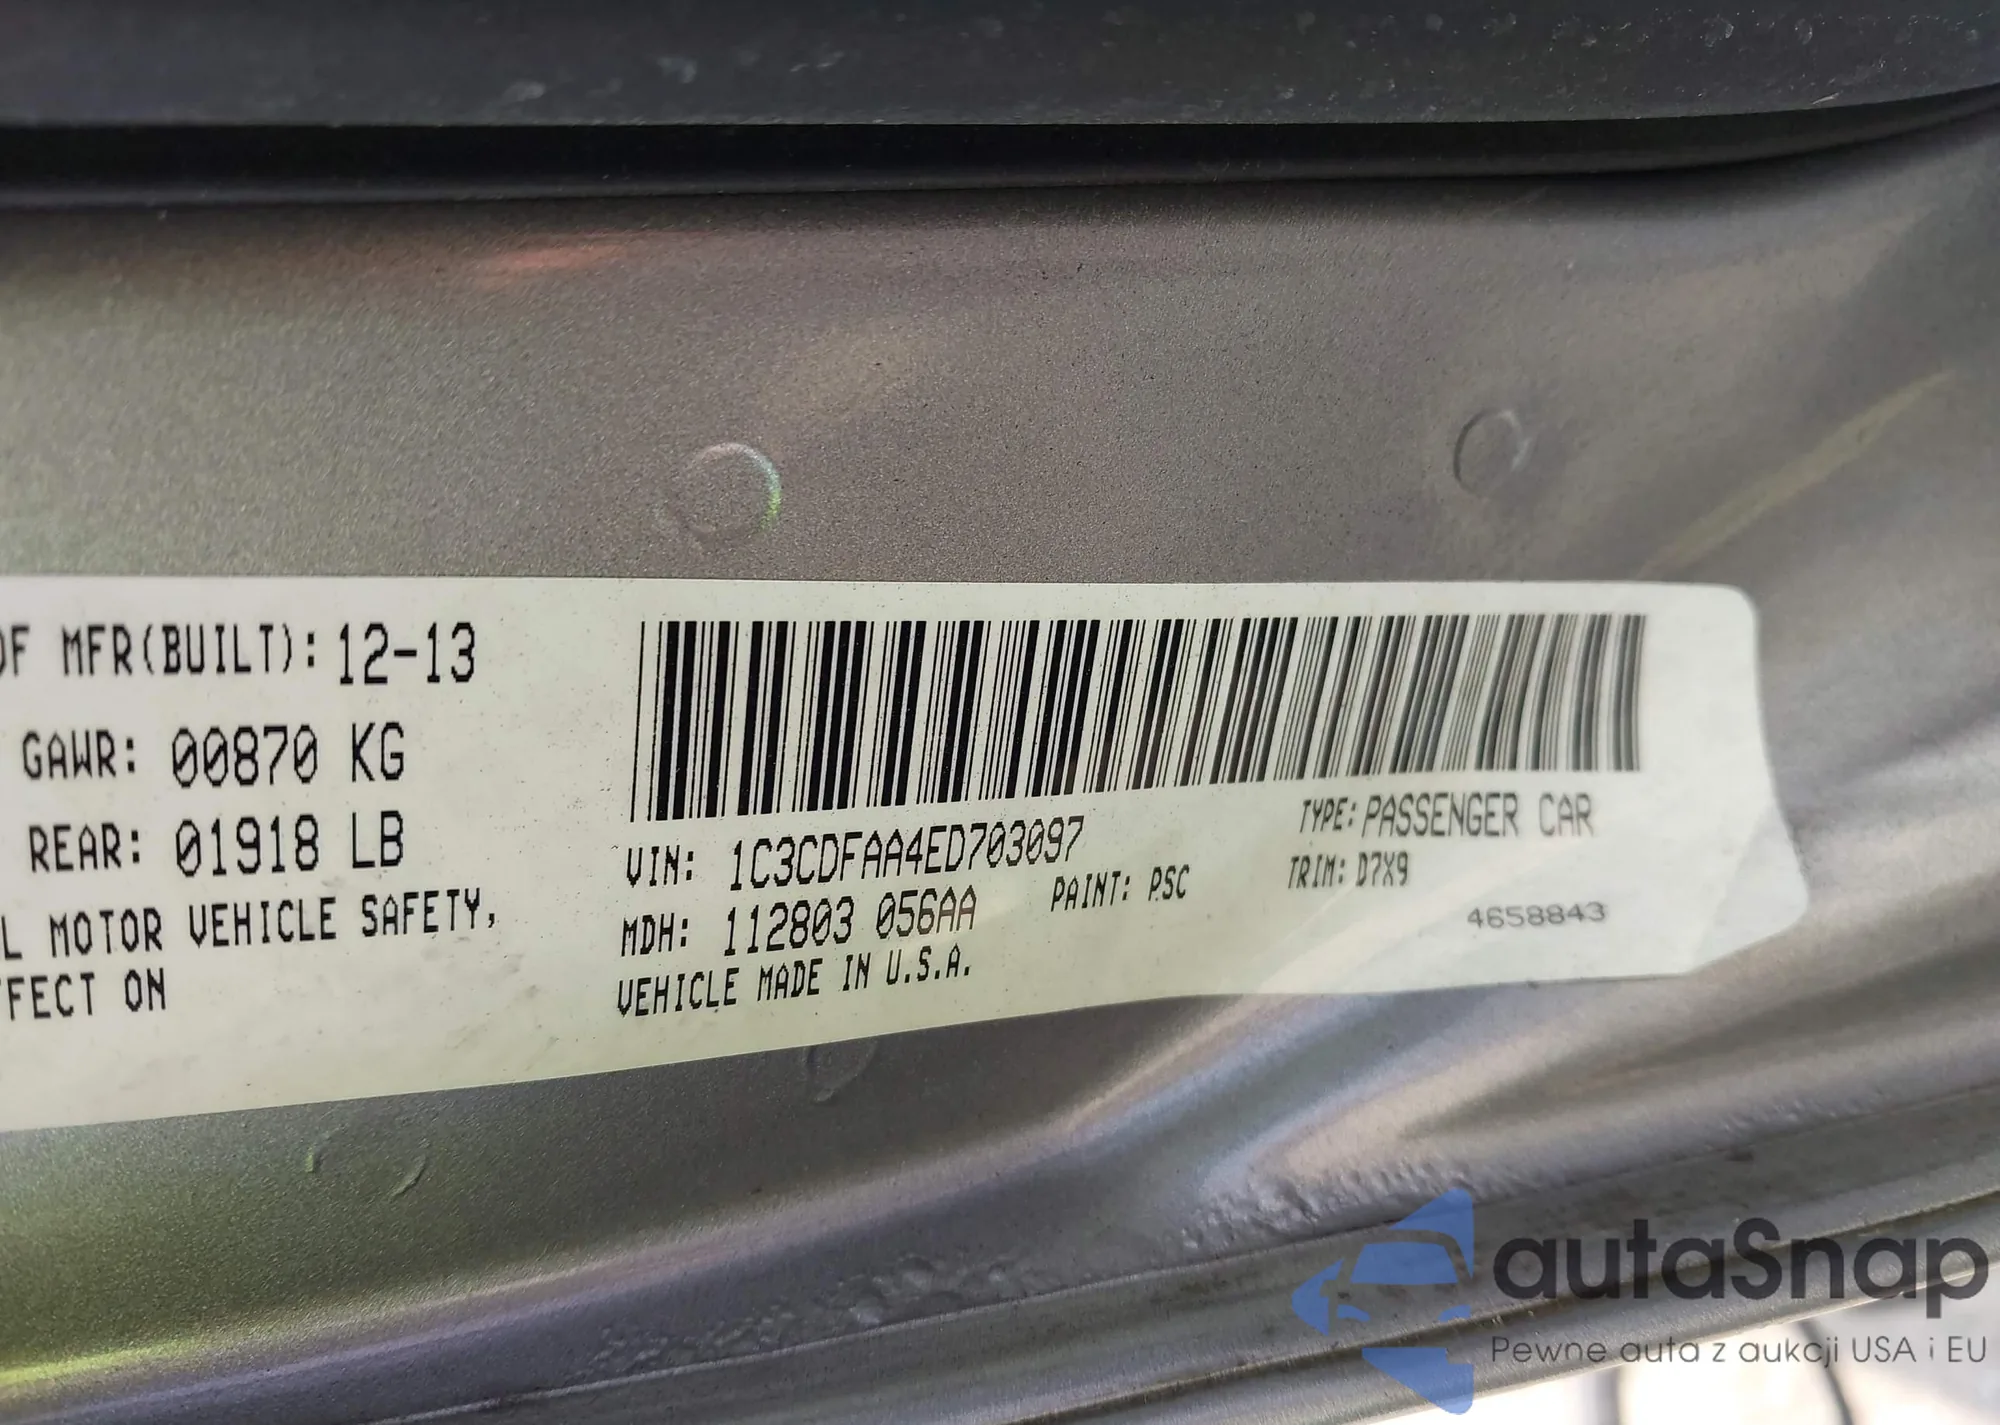 OF MFR(BUILT): 12-13
GAWR: 00870 KG
REAR: 01918 LB
L MOTOR VEHICLE SAFETY,
FFECT ON
VIN: 1C3CDFAA4ED703097
TYPE: PASSENGER CAR
MDH: 112803 056AA
PAINT: PSC
TRIM: D7X9
VEHICLE MADE IN U.S.A.
4658843
autaSnap
Pewne auta z aukcji USA i EU